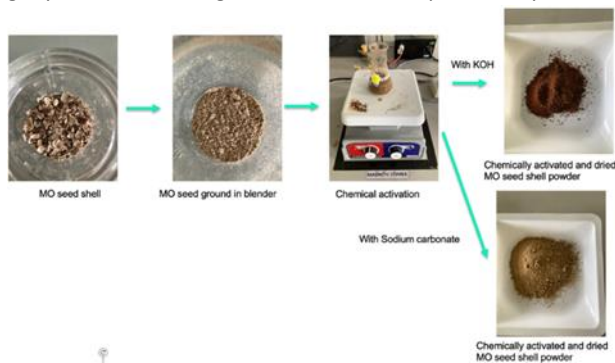 With KOH
MO seed shell
MO seed ground in blender
Chemical activation
Chemically activated and dried
MO seed shell powder
With Sodium carbonate
Chemically activated and dried
MO seed shell powder